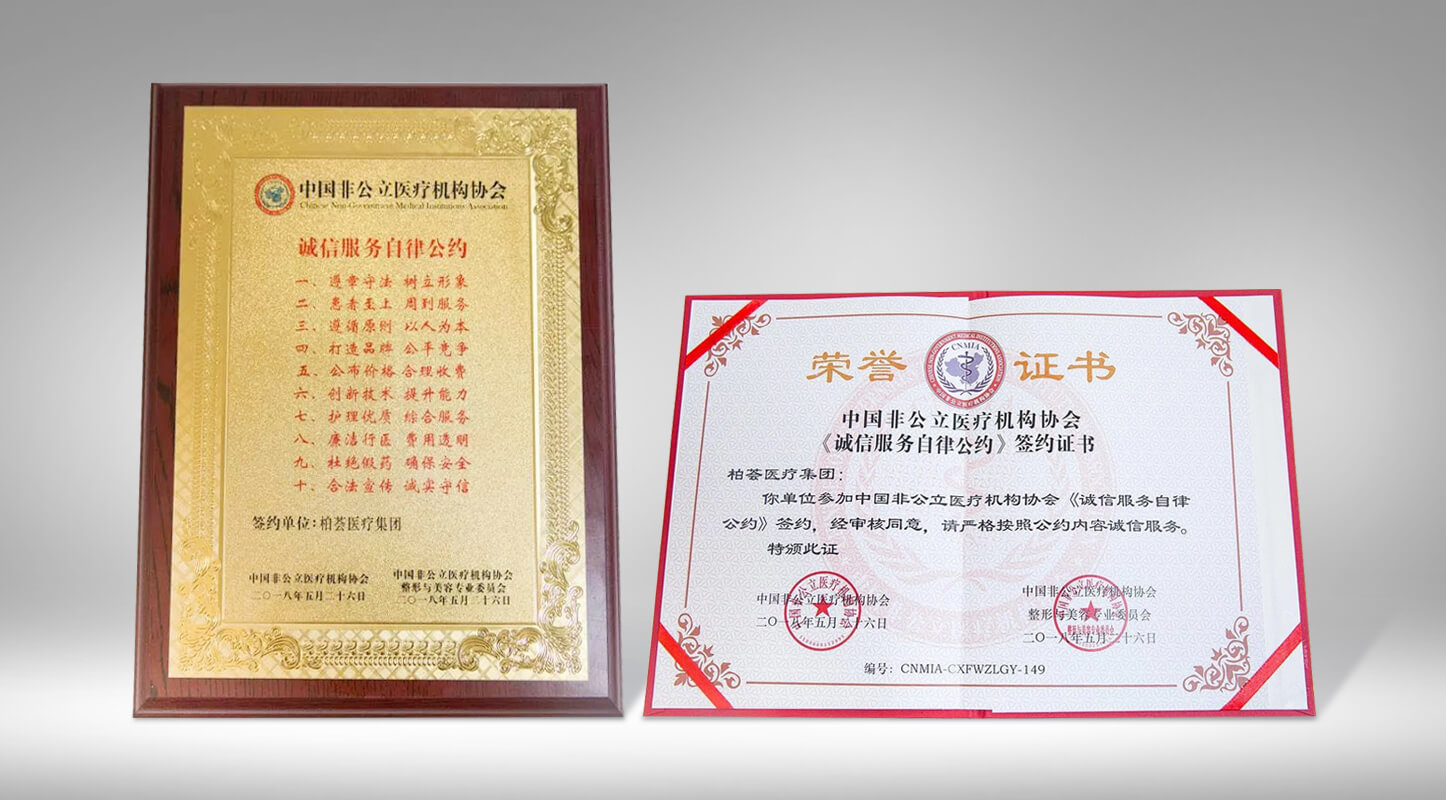 中国非公立医疗机构协会
Chinese Non-Government Medical Institutions Association
诚信服务自律公约
一、遵章守法 树立形象
二、患者至上 周到服务
三、遵循原则 以人为本
四、打造品牌 公平竞争
五、公布价格 合理收费
六、创新技术 提升能力
七、护理优质 综合服务
八、廉洁行医 费用透明
九、杜绝假药 确保安全
十、合法宣传 诚实守信
签约单位:柏荟医疗集团
中国非公立医疗机构协会
二〇一八年五月二十六日
中国非公立医疗机构协会
整形与美容专业委员会
二〇一八年五月二十六日
荣誉 证书
CNMIA
中国非公立医疗机构协会
《诚信服务自律公约》签约证书
柏荟医疗集团:
你单位参加中国非公立医疗机构协会《诚信服务自律
公约》签约，经审核同意，请严格按照公约内容诚信服务。
特颁此证
中国非公立医疗机构协会
二〇一八年五月二十六日
中国非公立医疗机构协会
整形与美容专业委员会
二〇一八年五月二十六日
编号: CNMIA-CXFWZLGY-149